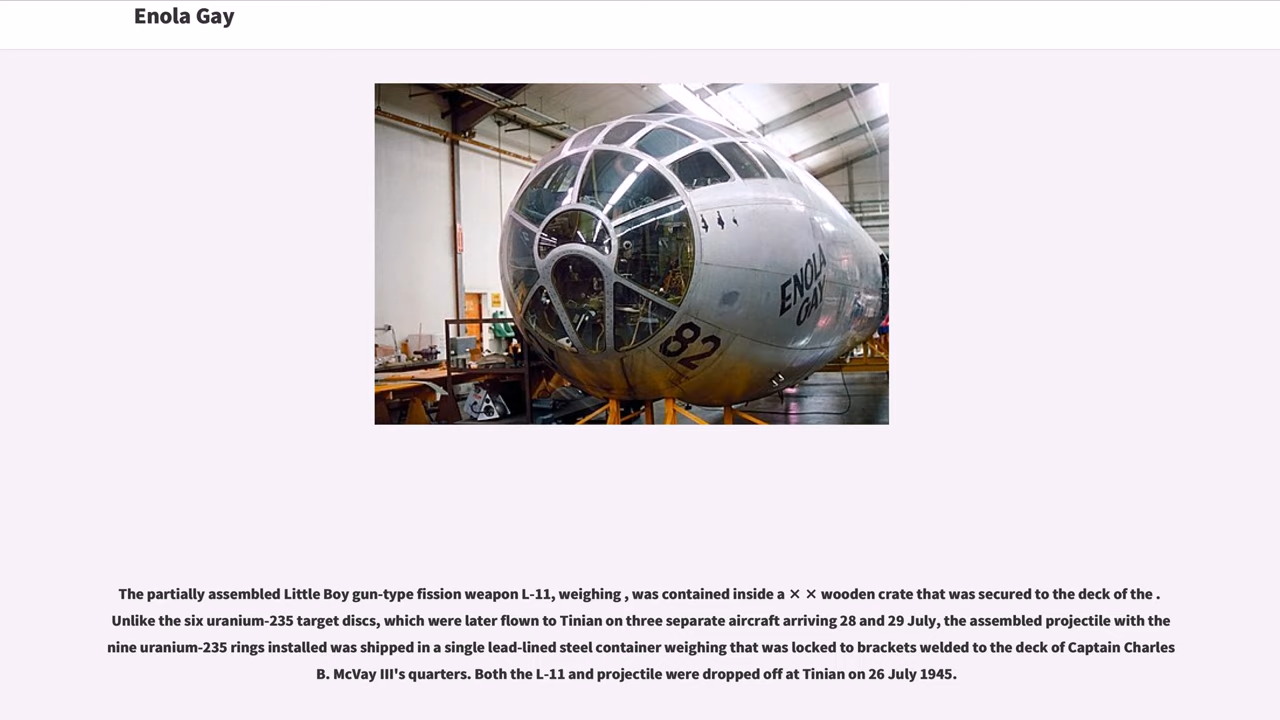 Enola Gay
ENOLA
GAY
82
The partially assembled Little Boy gun-type fission weapon L-11, weighing , was contained inside a × × wooden crate that was secured to the deck of the .
Unlike the six uranium-235 target discs, which were later flown to Tinian on three separate aircraft arriving 28 and 29 July, the assembled projectile with the
nine uranium-235 rings installed was shipped in a single lead-lined steel container weighing that was locked to brackets welded to the deck of Captain Charles
B. McVay III's quarters. Both the L-11 and projectile were dropped off at Tinian on 26 July 1945.